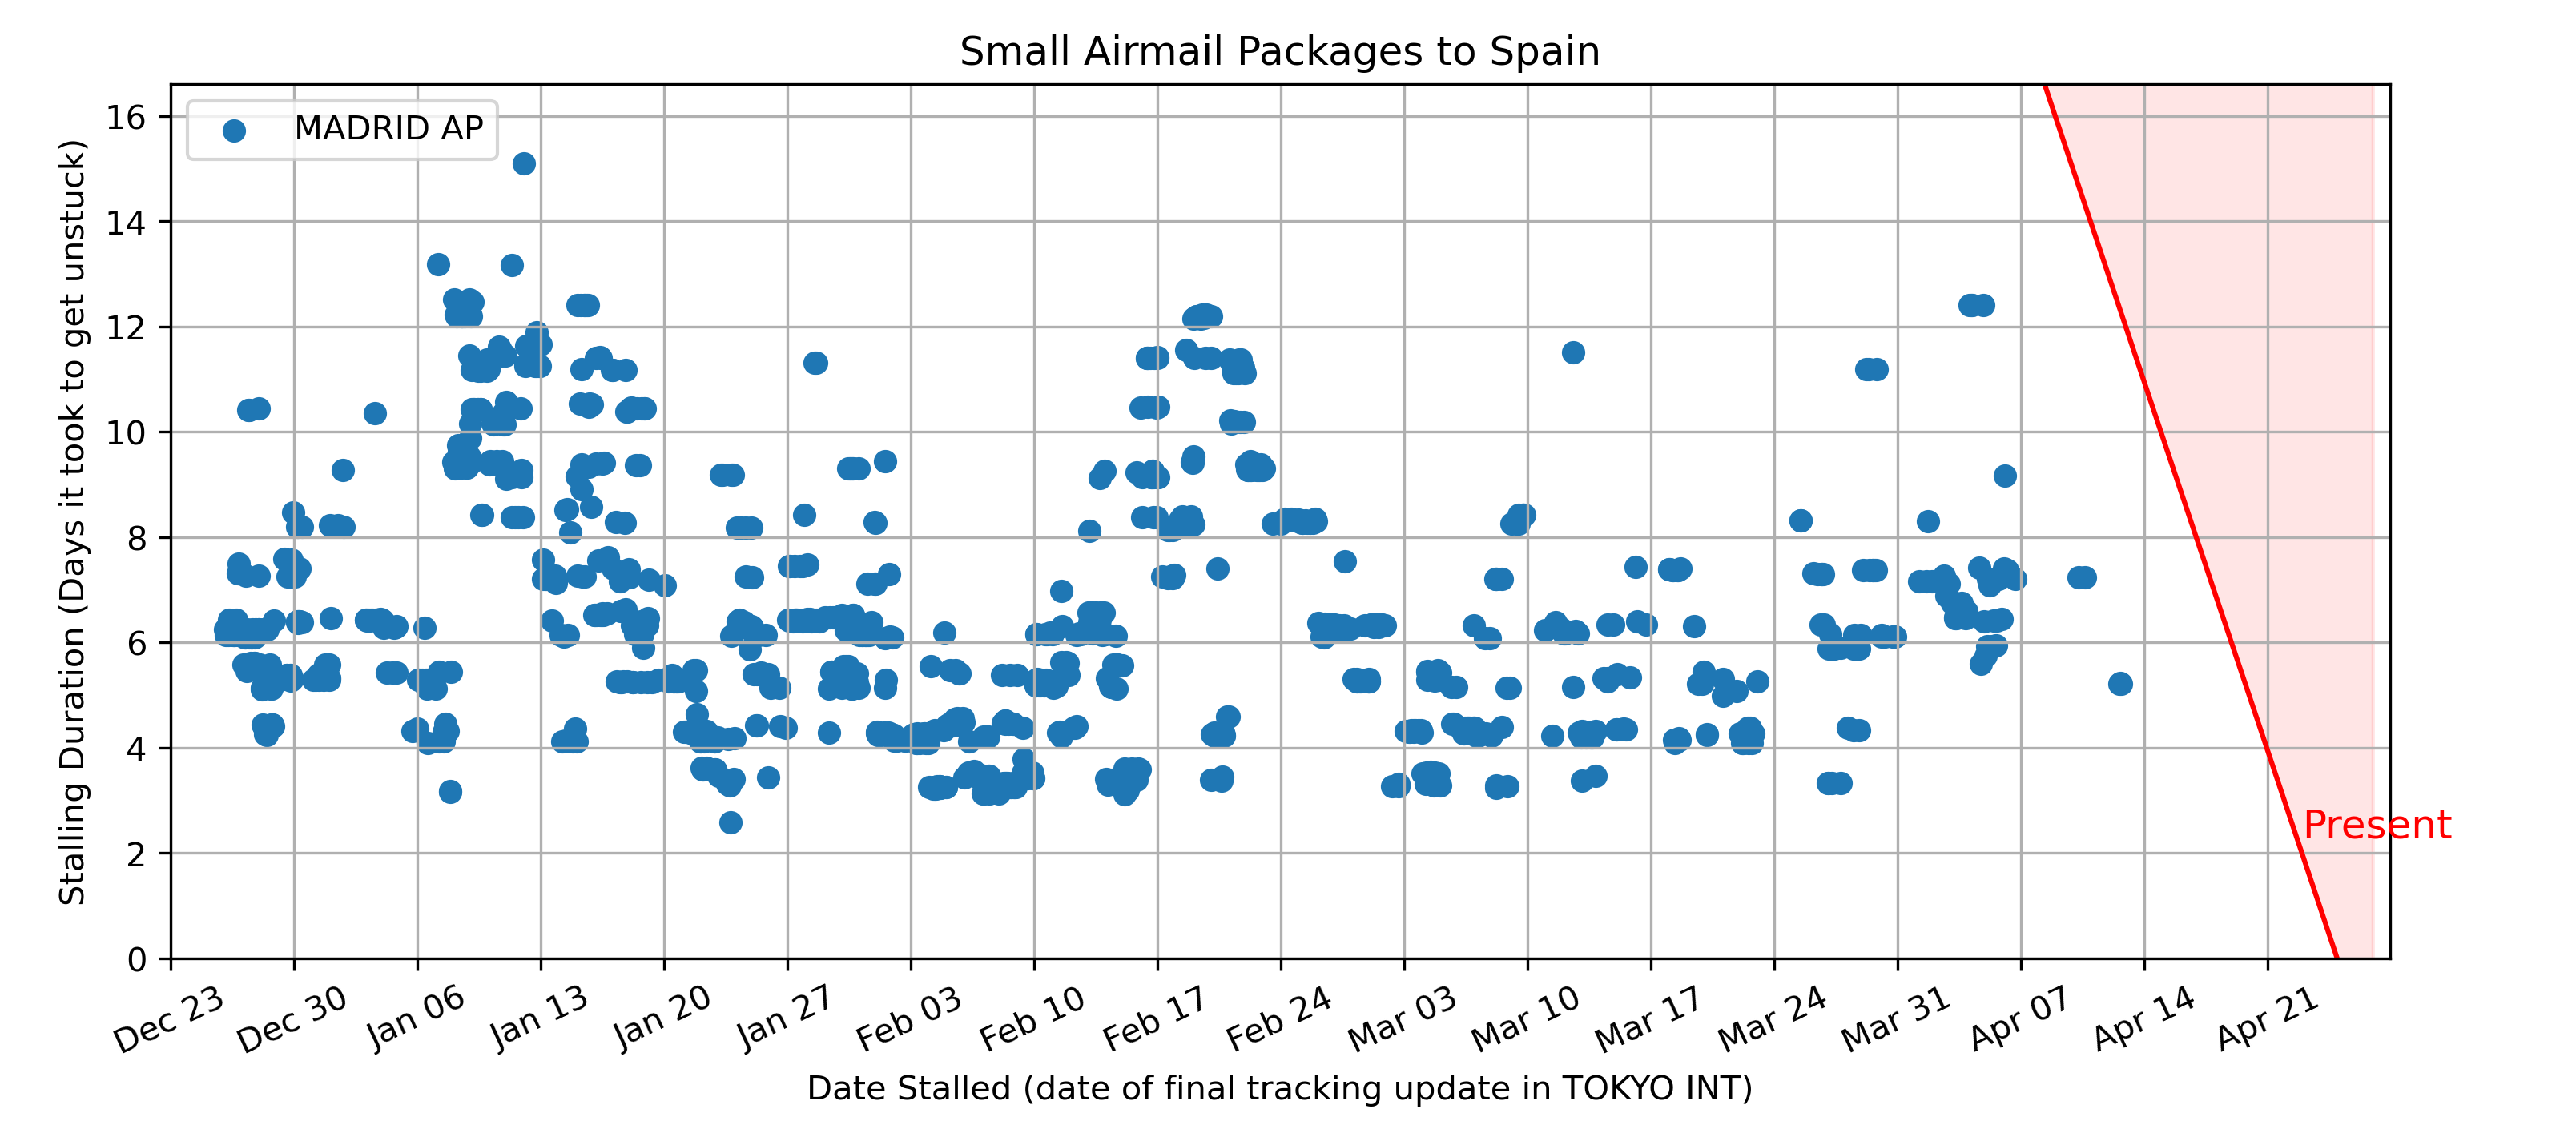 Small Airmail Packages to Spain
MADRID AP
Stalling Duration (Days it took to get unstuck)
16
14
12
10
8
6
4
2
0
Present
Dec 23
Dec 30
Jan 06
Jan 13
Jan 20
Jan 27
Feb 03
Feb 10
Feb 17
Feb 24
Mar 03
Mar 10
Mar 17
Mar 24
Mar 31
Apr 07
Apr 14
Apr 21
Date Stalled (date of final tracking update in TOKYO INT)